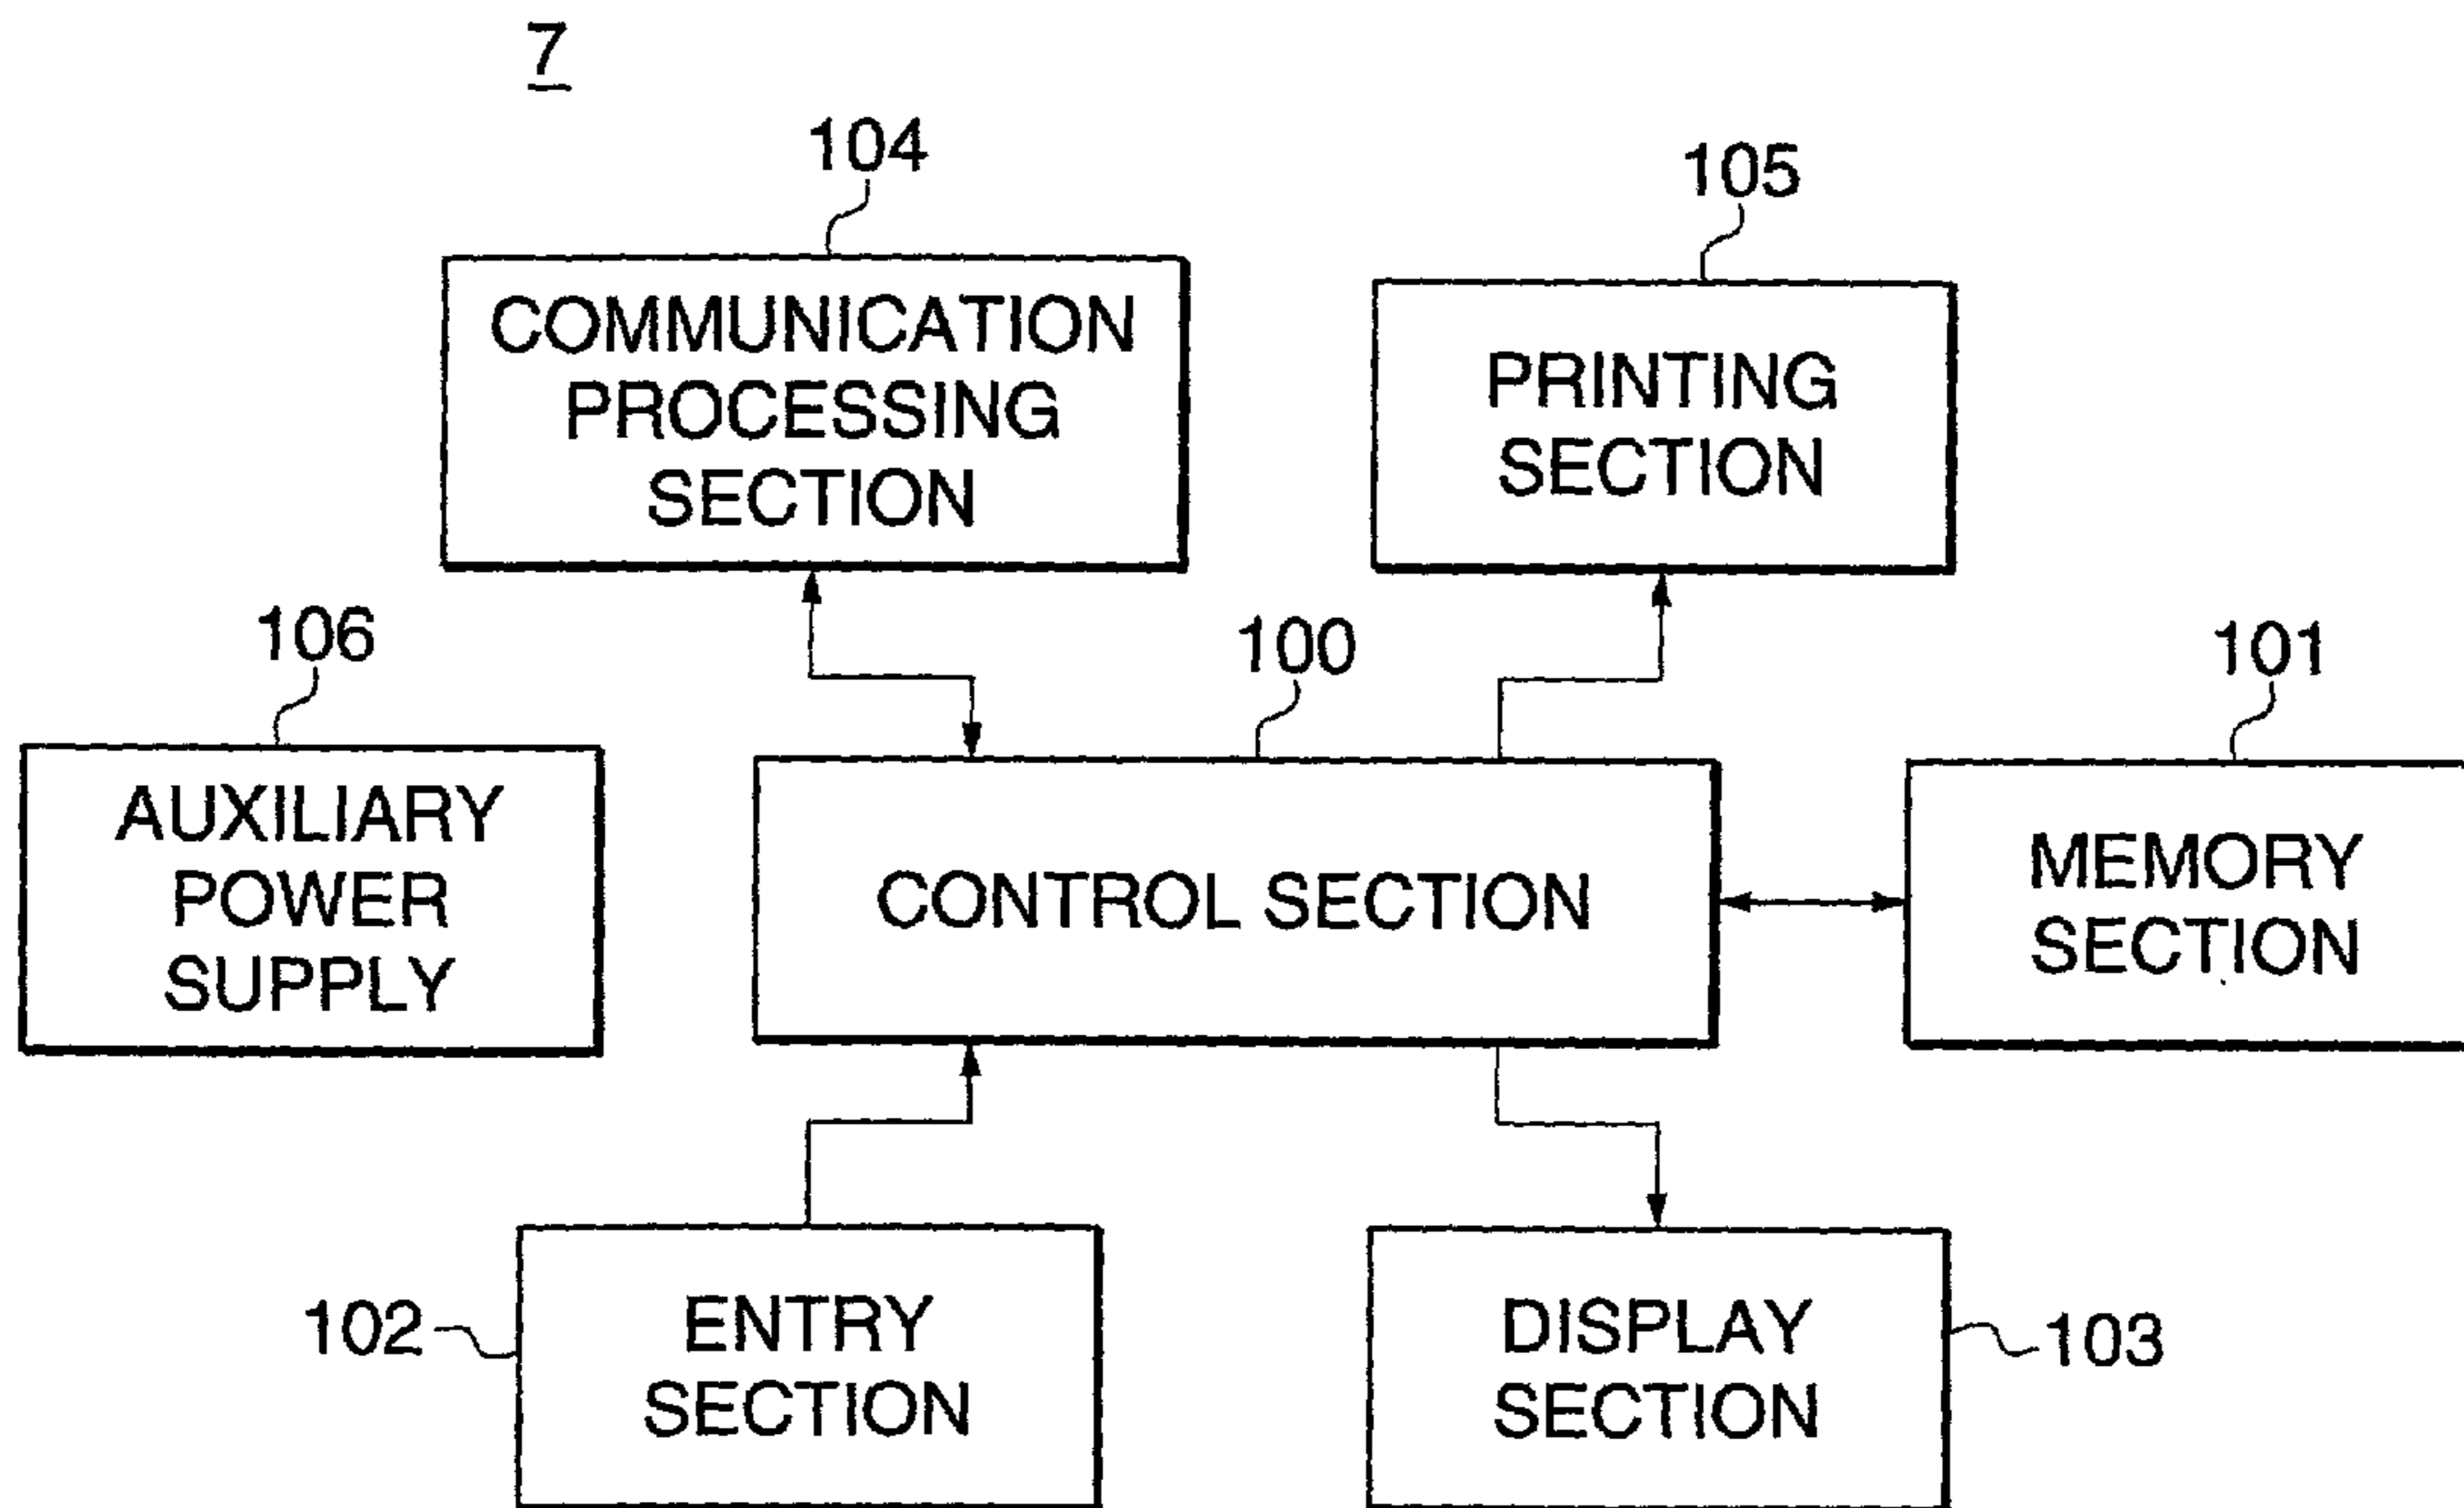 7
104
105
COMMUNICATION
PROCESSING
SECTION
PRINTING
SECTION
106
100
101
AUXILIARY
POWER
SUPPLY
CONTROL SECTION
MEMORY
SECTION
102
ENTRY
SECTION
DISPLAY
SECTION
103